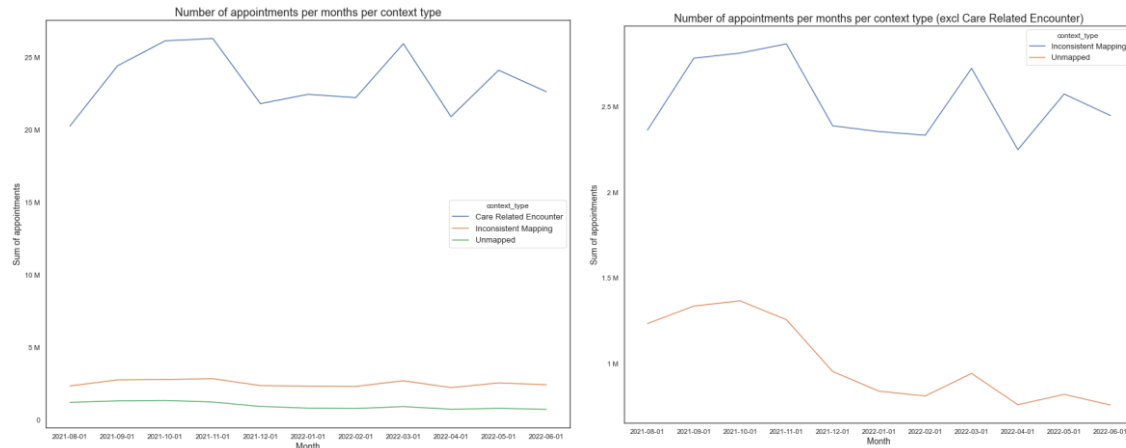 Number of appointments per months per context type
25 M
20 M
15 M
10 M
5 M
0
Sum of appointments
context_type
Care Related Encounter
Inconsistent Mapping
Unmapped
2021-08-01 2021-09-01 2021-10-01 2021-11-01 2021-12-01 2022-01-01 2022-02-01 2022-03-01 2022-04-01 2022-05-01 2022-06-01
Month
Number of appointments per months per context type (excl Care Related Encounter)
context_type
Inconsistent Mapping
Unmapped
2.5 M
2 M
1.5 M
1 M
Sum of appointments
2021-08-01 2021-09-01 2021-10-01 2021-11-01 2021-12-01 2022-01-01 2022-02-01 2022-03-01 2022-04-01 2022-05-01 2022-06-01
Month